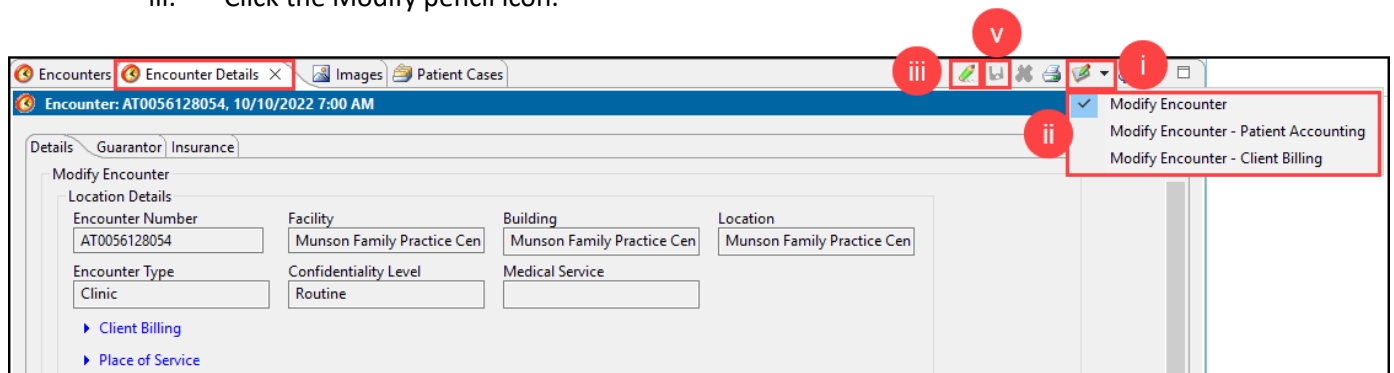 iii. Click the Modify pencil icon.
v
Encounters Encounter Details Images Patient Cases iii i
Encounter: AT0056128054, 10/10/2022 7:00 AM
Modify Encounter
ii
Modify Encounter - Patient Accounting
Modify Encounter - Client Billing
Details Guarantor Insurance
Modify Encounter
Location Details
Encounter Number Facility Building Location
AT0056128054 Munson Family Practice Cen Munson Family Practice Cen Munson Family Practice Cen
Encounter Type Confidentiality Level Medical Service
Clinic Routine
Client Billing
Place of Service